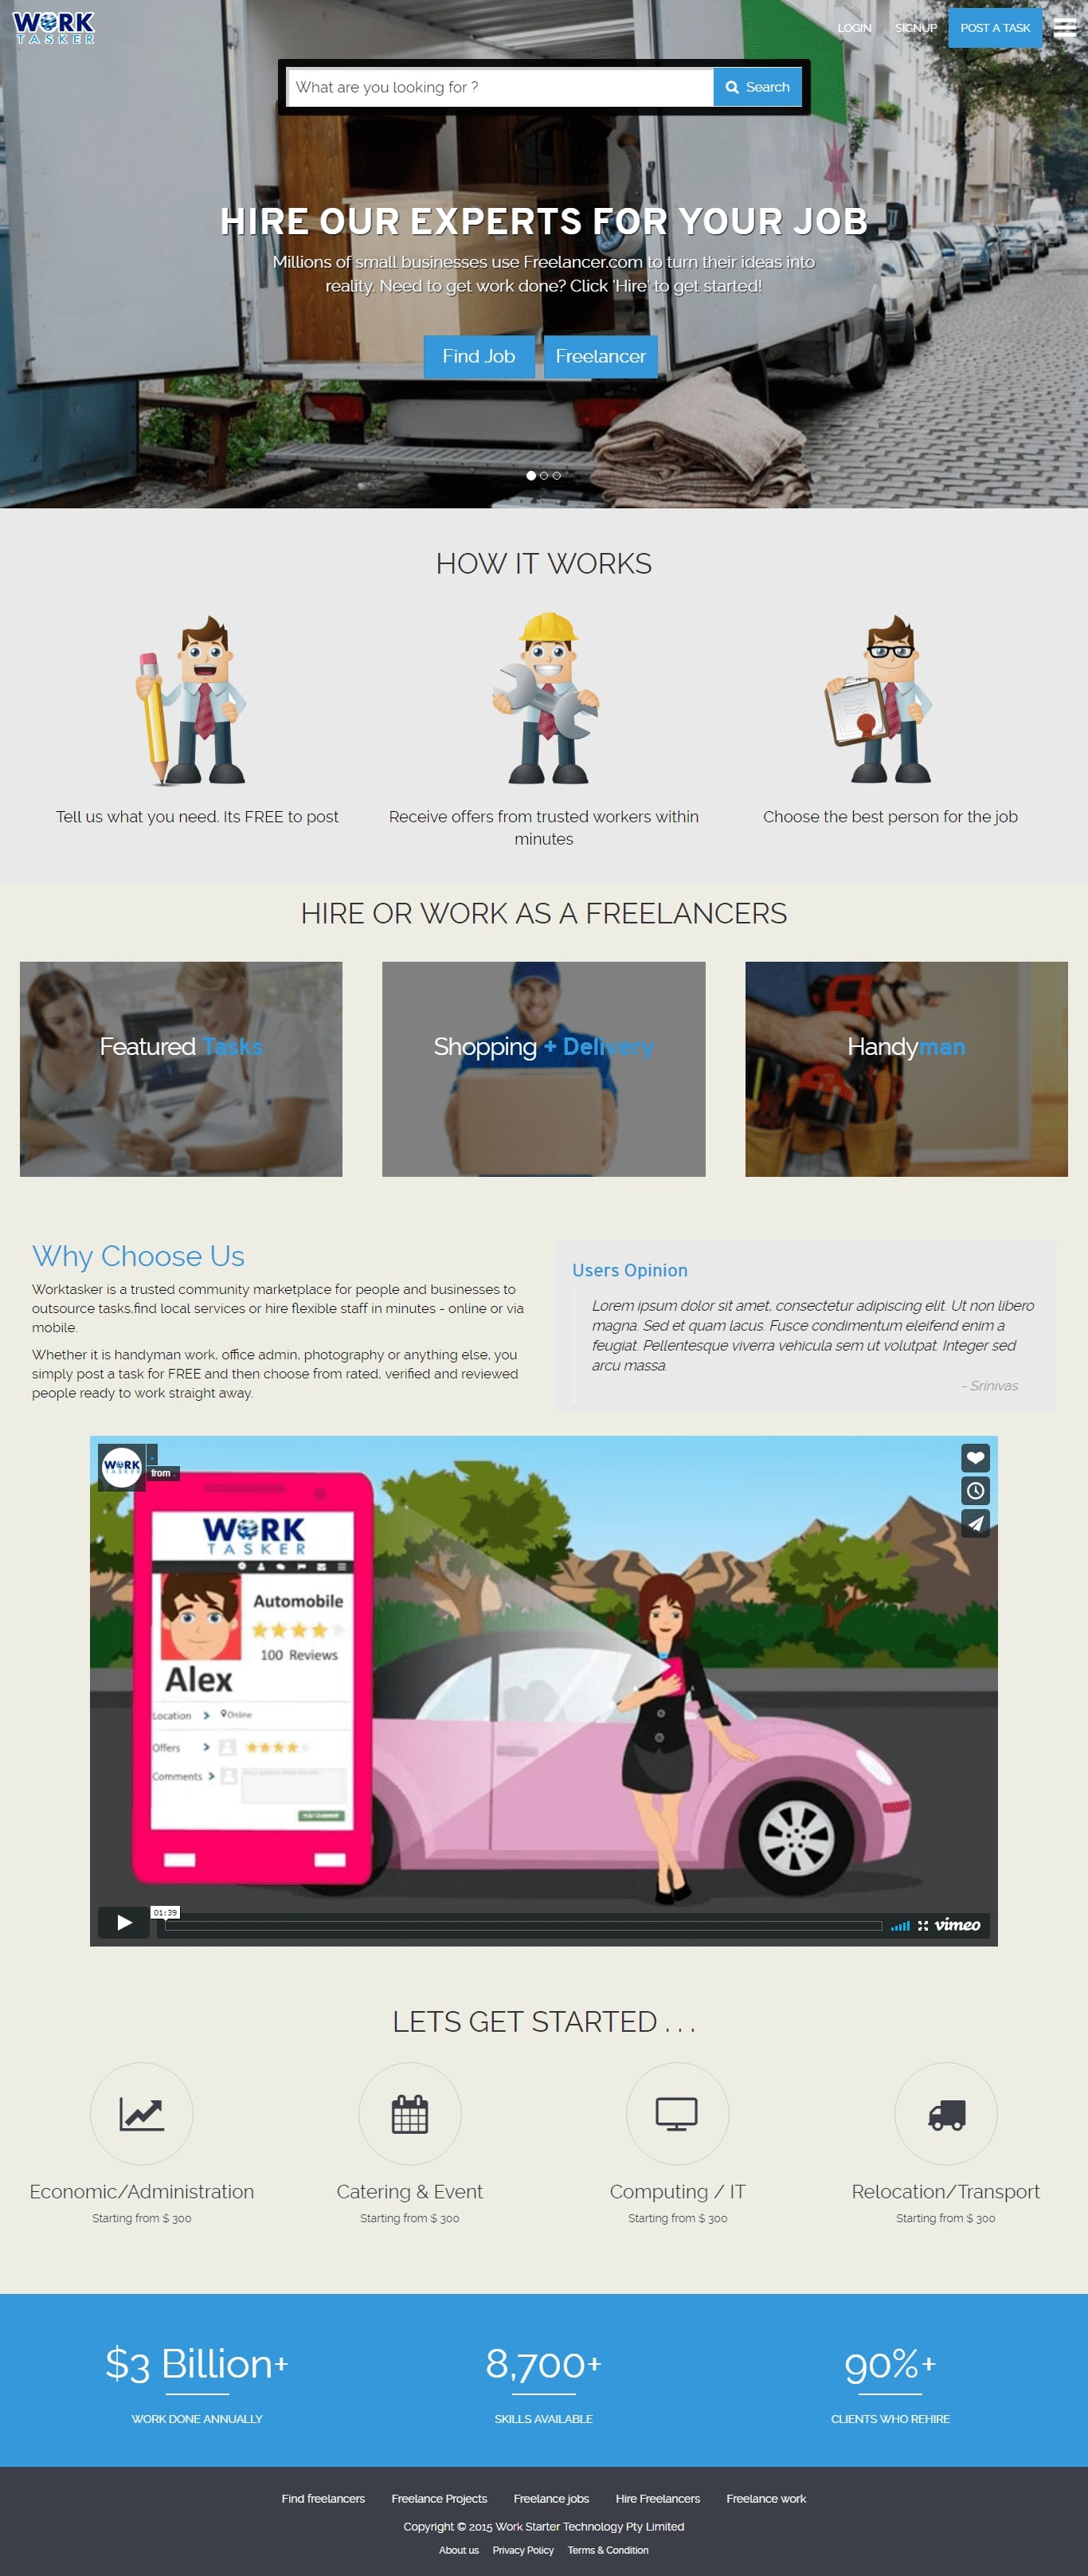 WORK
TASKER
LOGIN
SIGNUP
POST A TASK
What are you looking for ?
Search
HIRE OUR EXPERTS FOR YOUR JOB
Millions of small businesses use Freelancer.com to turn their ideas into
reality. Need to get work done? Click 'Hire' to get started!
Find Job
Freelancer
HOW IT WORKS
Tell us what you need. Its FREE to post
Receive offers from trusted workers within
minutes
Choose the best person for the job
HIRE OR WORK AS A FREELANCERS
Featured Tasks
Shopping + Delivery
Handyman
Why Choose Us
Worktasker is a trusted community marketplace for people and businesses to
outsource tasks,find local services or hire flexible staff in minutes - online or via
mobile.
Whether it is handyman work, office admin, photography or anything else, you
simply post a task for FREE and then choose from rated, verified and reviewed
people ready to work straight away.
Users Opinion
Lorem ipsum dolor sit amet, consectetur adipiscing elit. Ut non libero
magna. Sed et quam lacus. Fusce condimentum eleifend enim a
feugiat. Pellentesque viverra vehicula sem ut volutpat. Integer sed
arcu massa.
- Srinivas
WORK
TASKER
from .
WORK
TASKER
Automobile
100 Reviews
Alex
Location
Online
Offers
Comments
01:39
vimeo
LETS GET STARTED . . .
Economic/Administration
Starting from $ 300
Catering & Event
Starting from $ 300
Computing / IT
Starting from $ 300
Relocation/Transport
Starting from $ 300
$3 Billion+
WORK DONE ANNUALLY
8,700+
SKILLS AVAILABLE
90%+
CLIENTS WHO REHIRE
Find freelancers
Freelance Projects
Freelance jobs
Hire Freelancers
Freelance work
Copyright © 2015 Work Starter Technology Pty Limited
About us
Privacy Policy
Terms & Condition